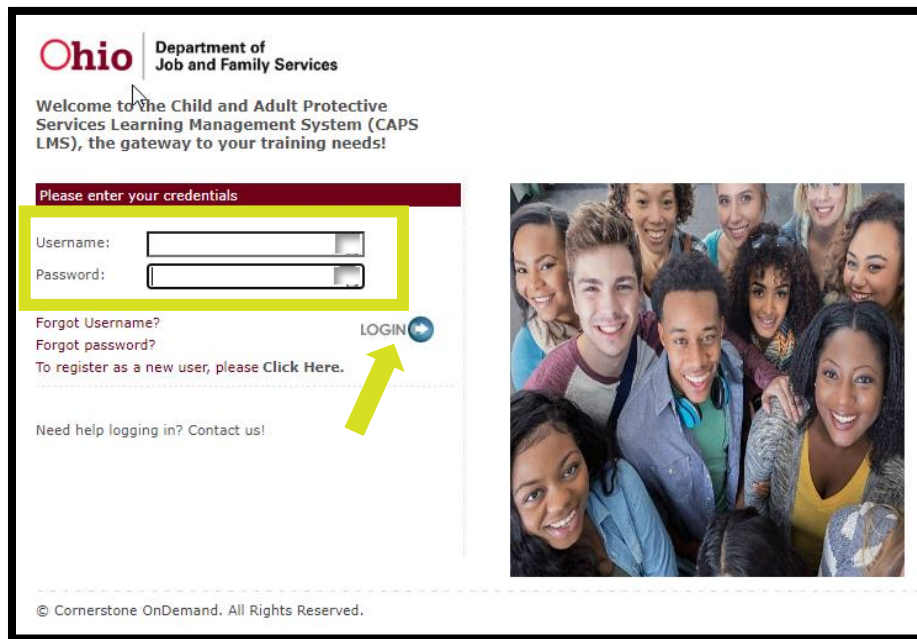 Ohio
Department of
Job and Family Services
Welcome to the Child and Adult Protective
Services Learning Management System (CAPS
LMS), the gateway to your training needs!
Please enter your credentials
Username:
Password:
Forgot Username?
LOGIN
Forgot password?
To register as a new user, please Click Here.
Need help logging in? Contact us!
© Cornerstone OnDemand. All Rights Reserved.